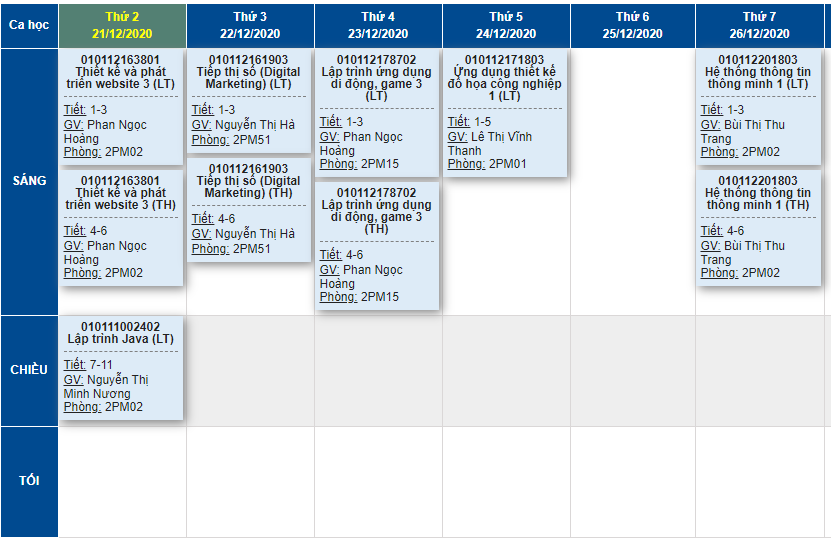 Ca học
Thứ 2
21/12/2020
Thứ 3
22/12/2020
Thứ 4
23/12/2020
Thứ 5
24/12/2020
Thứ 6
25/12/2020
Thứ 7
26/12/2020
SÁNG
010112163801
Thiết kế và phát
triển website 3 (LT)
Tiết: 1-3
GV: Phan Ngọc
Hoàng
Phòng: 2PM02
010112163801
Thiết kế và phát
triển website 3 (TH)
Tiết: 4-6
GV: Phan Ngọc
Hoàng
Phòng: 2PM02
010112161903
Tiếp thị số (Digital
Marketing) (LT)
Tiết: 1-3
GV: Nguyễn Thị Hà
Phòng: 2PM51
010112161903
Tiếp thị số (Digital
Marketing) (TH)
Tiết: 4-6
GV: Nguyễn Thị Hà
Phòng: 2PM51
010112178702
Lập trình ứng dụng
di động, game 3
(LT)
Tiết: 1-3
GV: Phan Ngọc
Hoàng
Phòng: 2PM15
010112178702
Lập trình ứng dụng
di động, game 3
(TH)
Tiết: 4-6
GV: Phan Ngọc
Hoàng
Phòng: 2PM15
010112171803
Ứng dụng thiết kế
đồ họa công nghiệp
1 (LT)
Tiết: 1-5
GV: Lê Thị Vĩnh
Thanh
Phòng: 2PM01
010112201803
Hệ thống thông tin
thông minh 1 (LT)
Tiết: 1-3
GV: Bùi Thị Thu
Trang
Phòng: 2PM02
010112201803
Hệ thống thông tin
thông minh 1 (TH)
Tiết: 4-6
GV: Bùi Thị Thu
Trang
Phòng: 2PM02
CHIỀU
010111002402
Lập trình Java (LT)
Tiết: 7-11
GV: Nguyễn Thị
Minh Nương
Phòng: 2PM02
TỐI